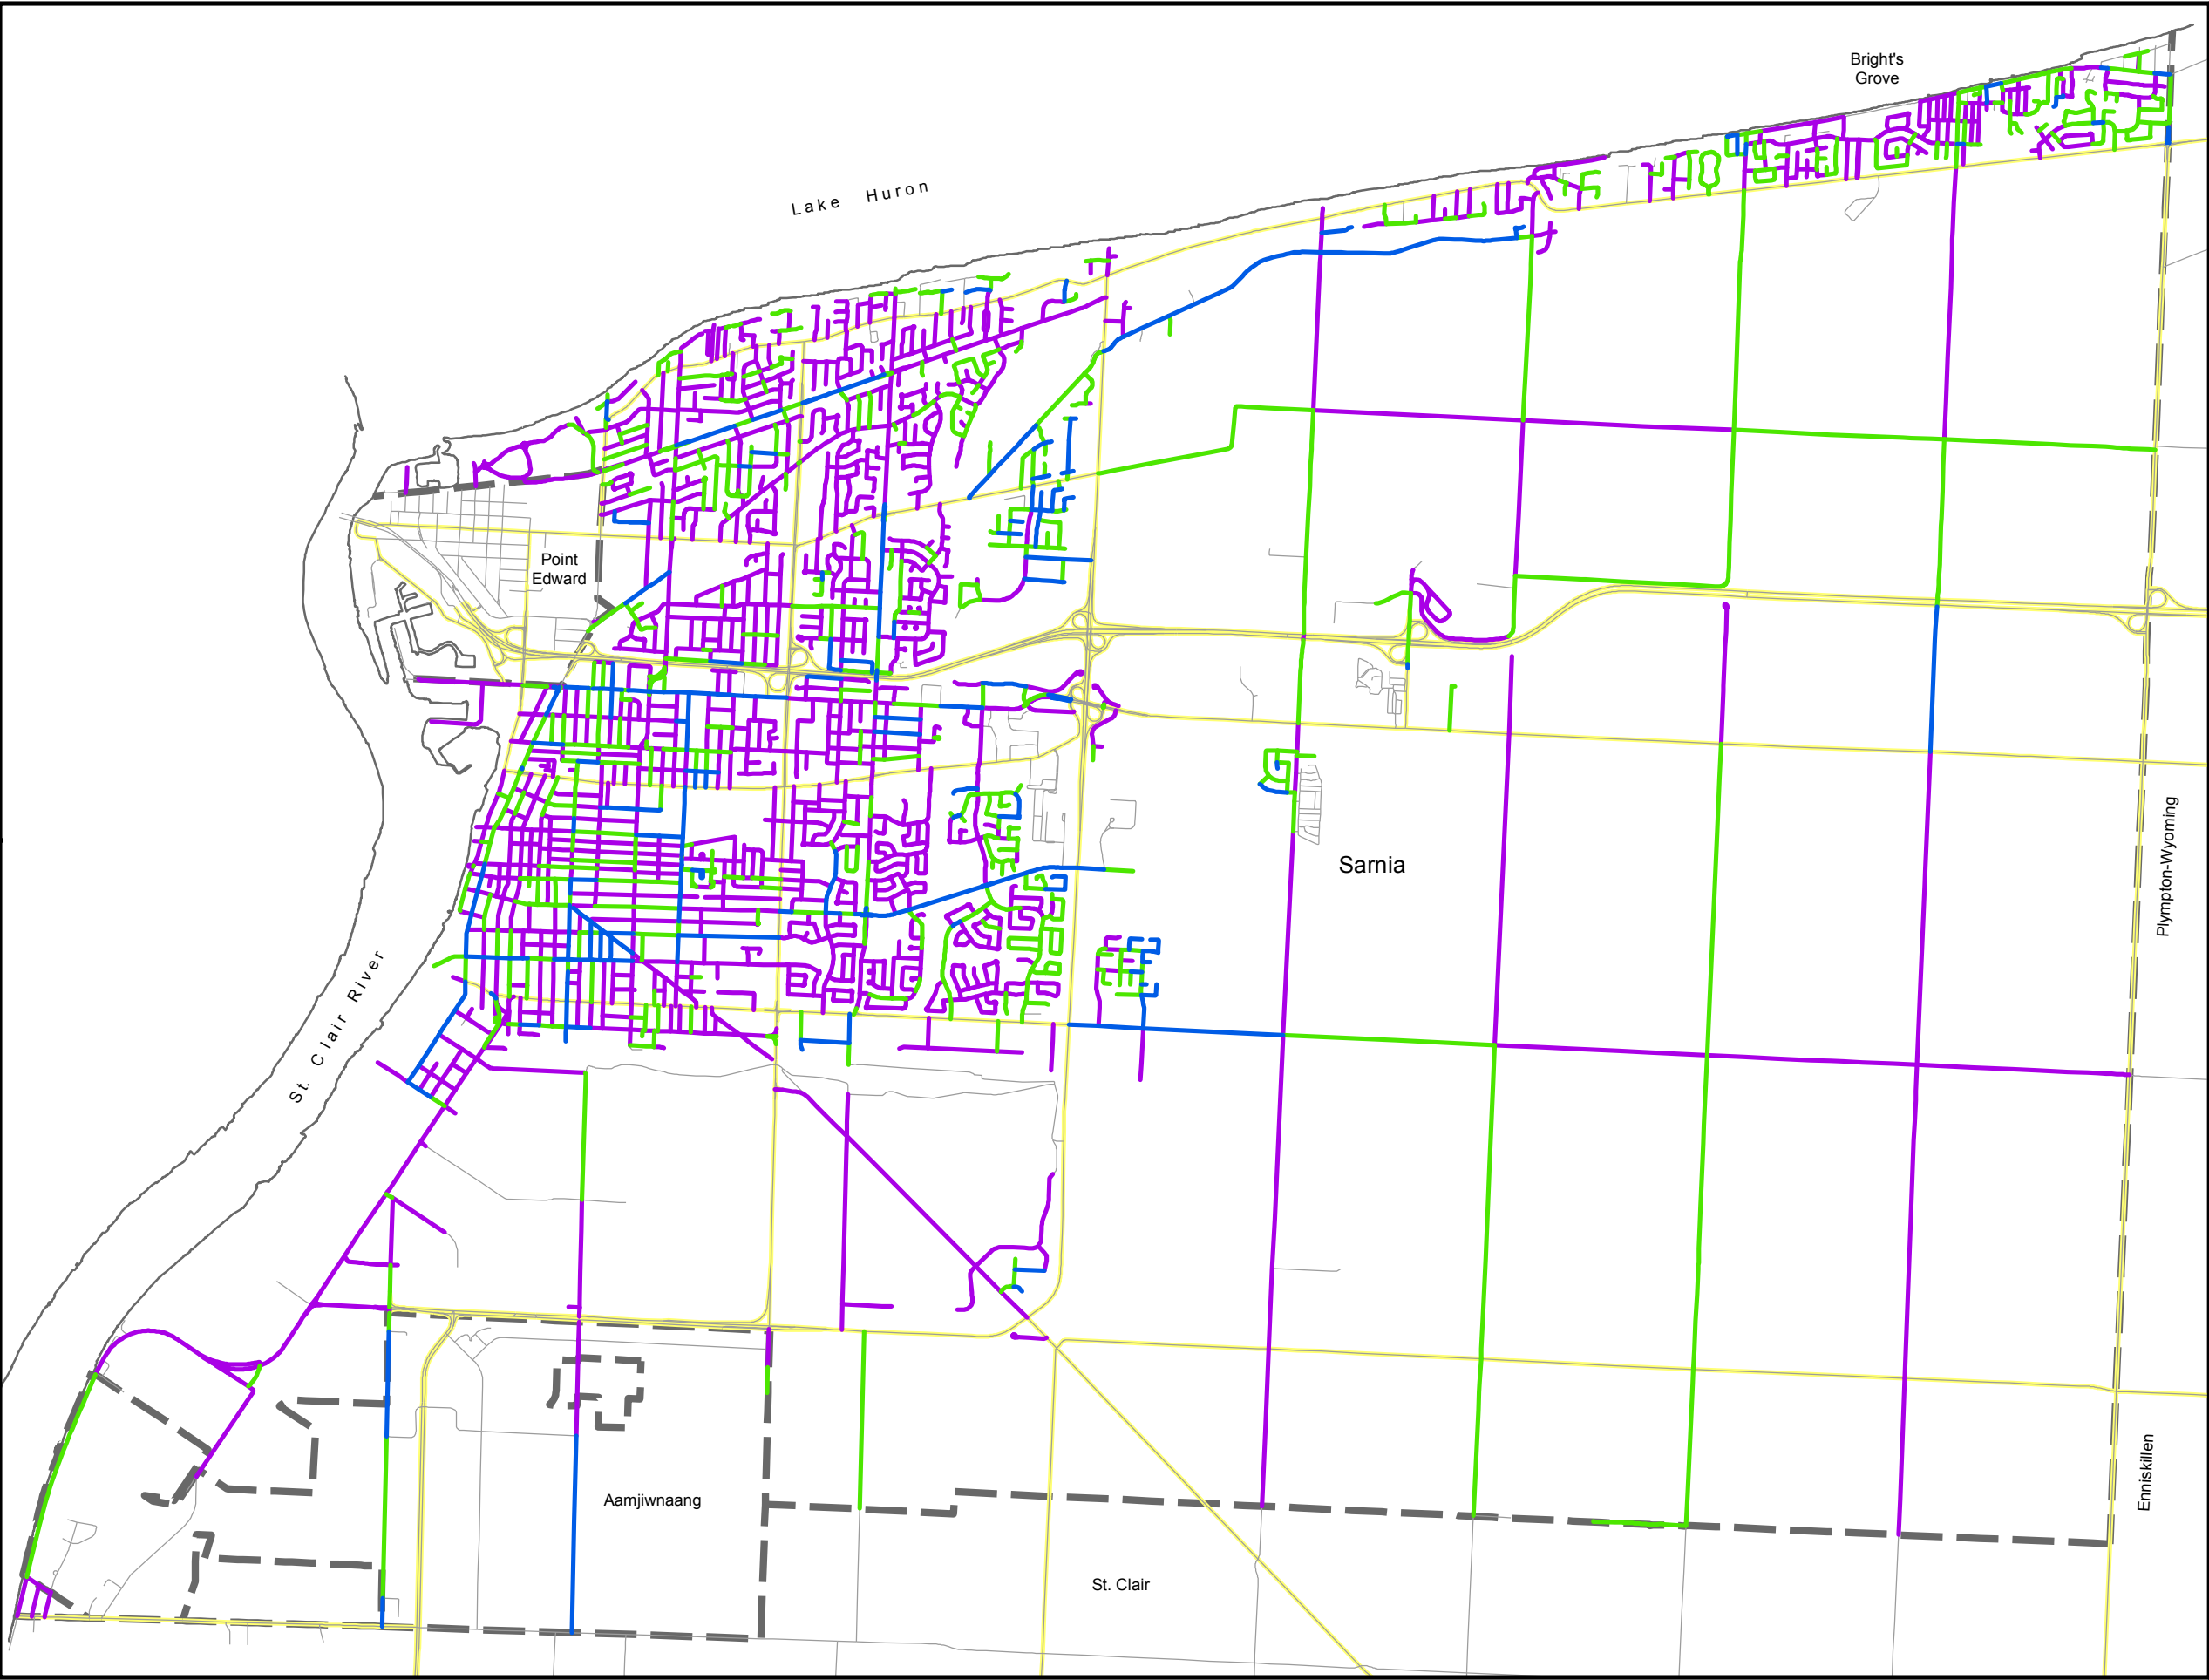 Bright's
Grove
Lake Huron
Point
Edward
Sarnia
Plympton-Wyoming
St. Clair River
Enniskillen
Aamjiwnaang
St. Clair